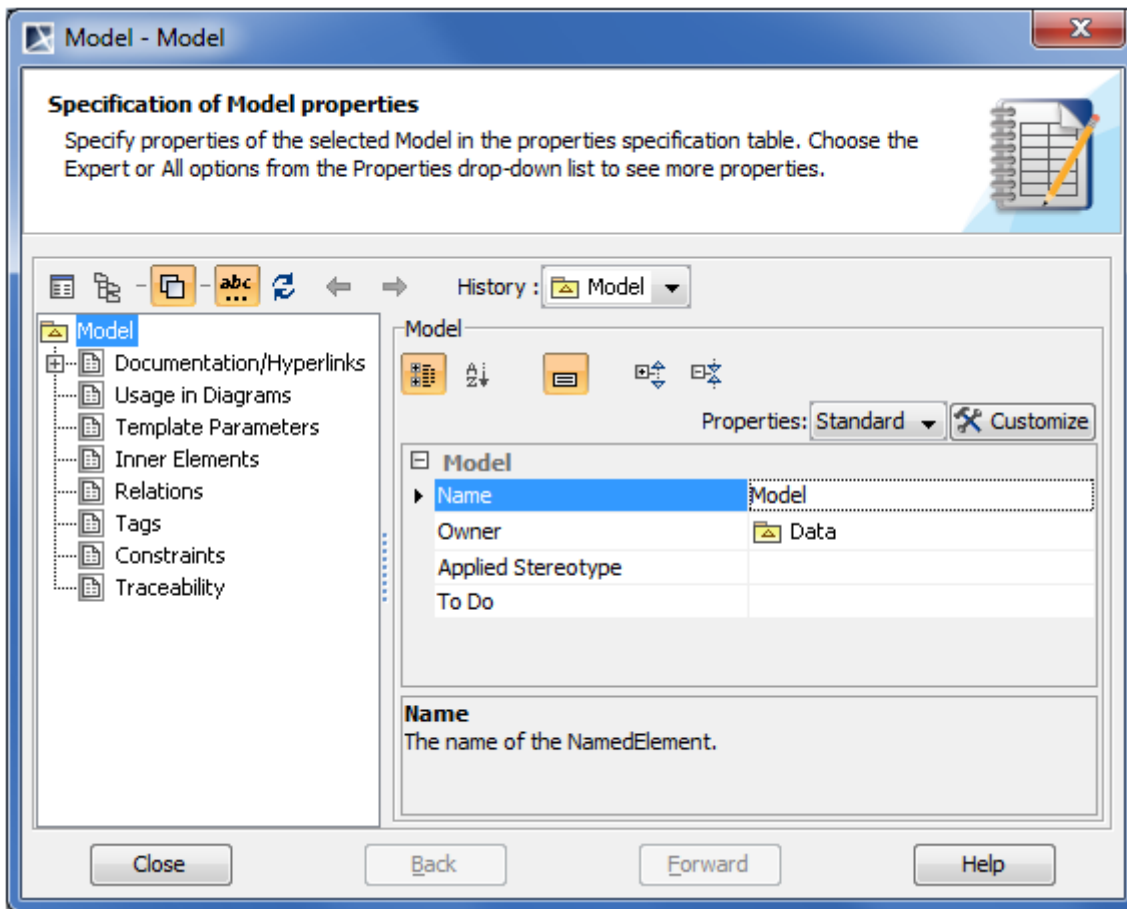 Model - Model
Specification of Model properties
Specify properties of the selected Model in the properties specification table. Choose the
Expert or All options from the Properties drop-down list to see more properties.
abc
...
History : Model
Model
Documentation/Hyperlinks
Usage in Diagrams
Template Parameters
Inner Elements
Relations
Tags
Constraints
Traceability
Model
A
Z
Properties: Standard Customize
Model
Name Model
Owner Data
Applied Stereotype
To Do
Name
The name of the NamedElement.
Close Back Forward Help